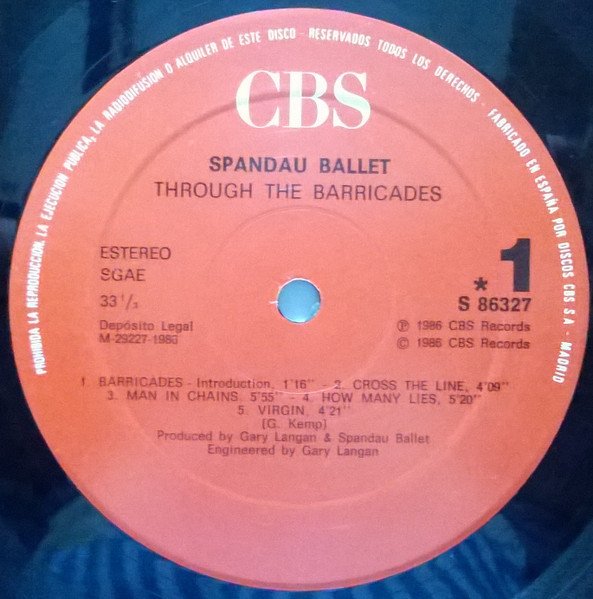 PROHIBIDA LA REPRODUCCION, LA EJECUCION PUBLICA, LA RADIODIFUSION O ALQUILER DE ESTE DISCO - RESERVADOS TODOS LOS DERECHOS - FABRICADO EN ESPAÑA POR DISCOS CBS S.A - MADRID
CBS
SPANDAU BALLET
THROUGH THE BARRICADES
ESTEREO
SGAE
33 1/3
Depósito Legal
M-29227-1986
* 1
S 86327
Ⓟ 1986 CBS Records
© 1986 CBS Records
1. BARRICADES - Introduction, 1'16" - 2. CROSS THE LINE, 4'09"
3. MAN IN CHAINS, 5'55" - 4. HOW MANY LIES, 5'20"
5. VIRGIN, 4'21"
(G. Kemp)
Produced by Gary Langan & Spandau Ballet
Engineered by Gary Langan